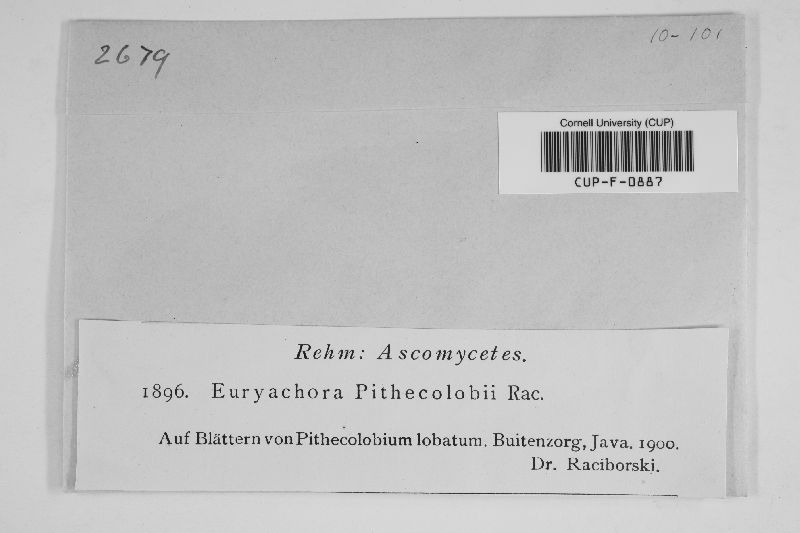 2679
10-101
Cornell University (CUP)
CUP-F-0887
Rehm: Ascomycetes.
1896. Euryachora Pithecolobii Rac.
Auf Blättern von Pithecolobium lobatum. Buitenzorg, Java. 1900.
Dr. Raciborski.